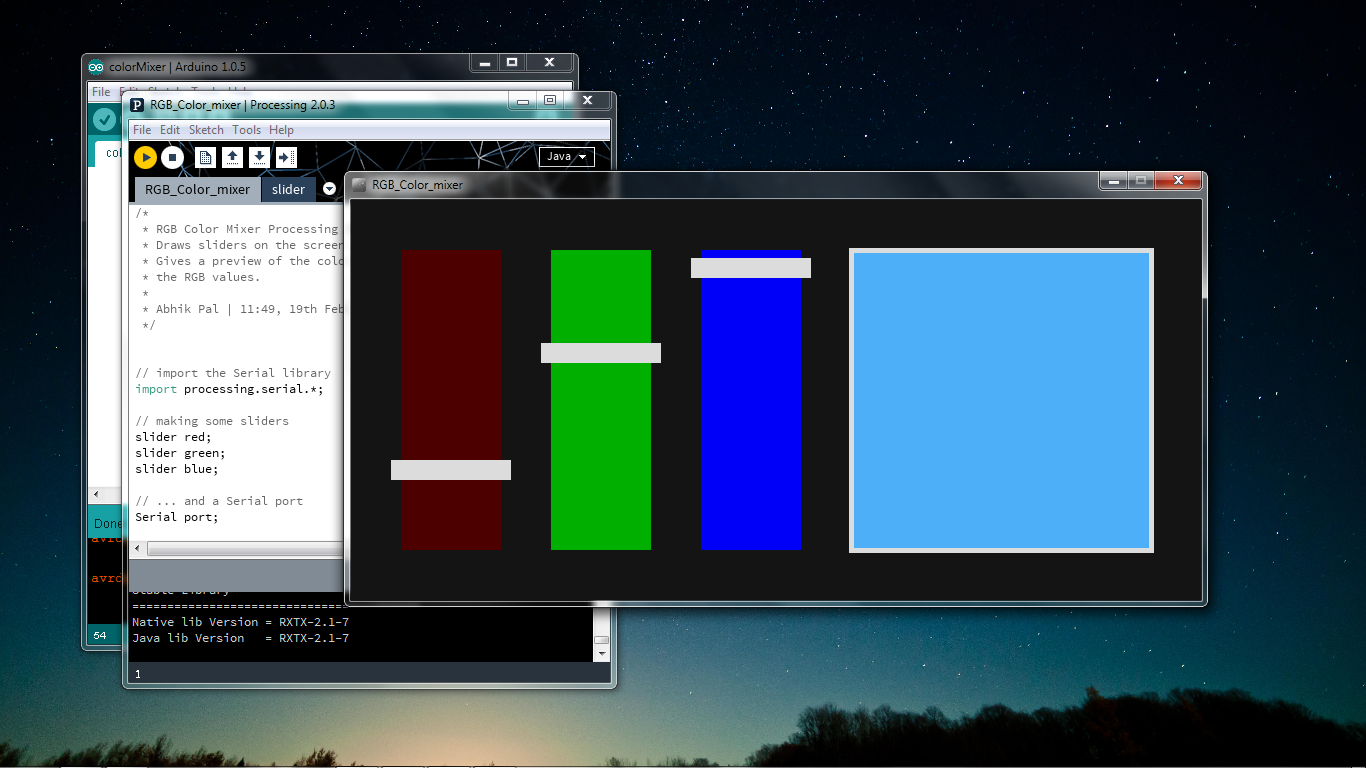 colorMixer | Arduino 1.0.5
File
RGB_Color_mixer | Processing 2.0.3
File Edit Sketch Tools Help
Java
RGB_Color_mixer slider
RGB_Color_mixer
/*
* RGB Color Mixer Processing
* Draws sliders on the screen
* Gives a preview of the colo
* the RGB values.
*
* Abhik Pal | 11:49, 19th Feb
*/
// import the Serial library
import processing.serial.*;
// making some sliders
slider red;
slider green;
slider blue;
// ... and a Serial port
Serial port;
Done
avrd
Stable Library
===============================
Native lib Version = RXTX-2.1-7
Java lib Version   = RXTX-2.1-7
54
1